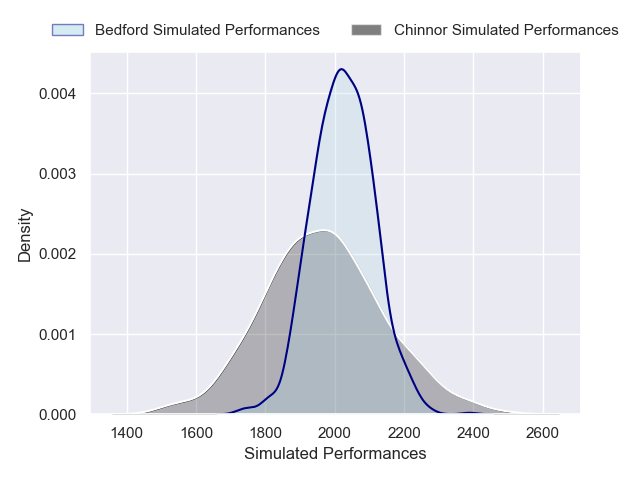 Bedford Simulated Performances
Chinnor Simulated Performances
0.004
0.003
0.002
0.001
0.000
Density
1400 1600 1800 2000 2200 2400 2600
Simulated Performances